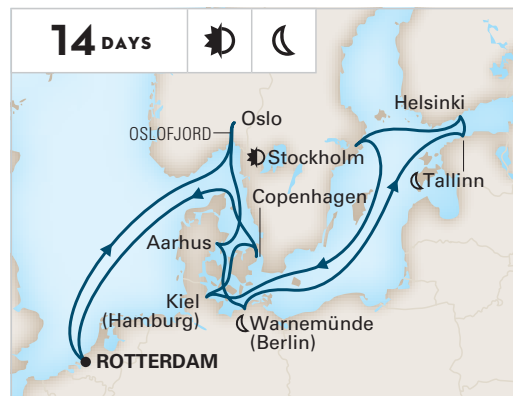 14 DAYS
Helsinki
Oslo
OSLOFJORD
Stockholm
Tallinn
Copenhagen
Aarhus
Kiel
(Hamburg)
Warnemünde
(Berlin)
ROTTERDAM